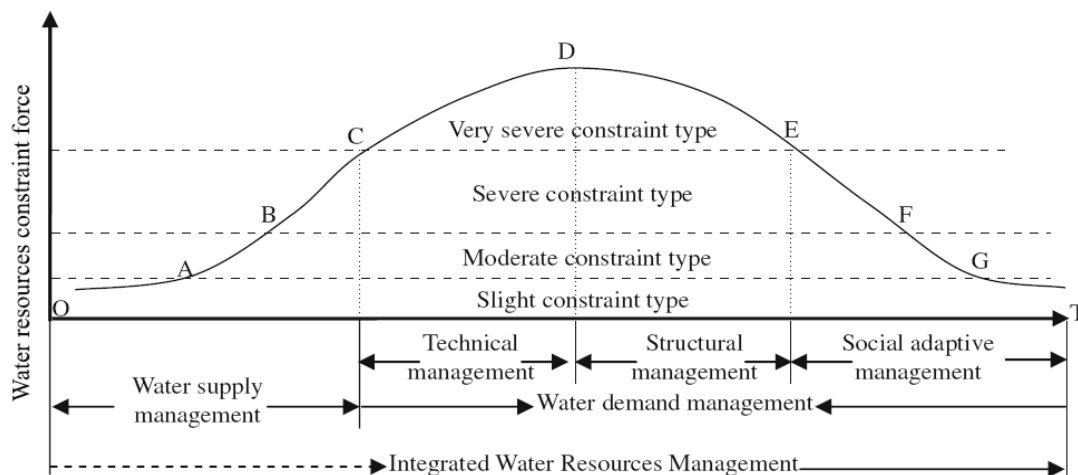 Water resources constraint force
D
C
Very severe constraint type
E
Severe constraint type
B
F
Moderate constraint type
A
G
Slight constraint type
O
T
Technical
management
Structural
management
Social adaptive
management
Water supply
management
Water demand management
Integrated Water Resources Management